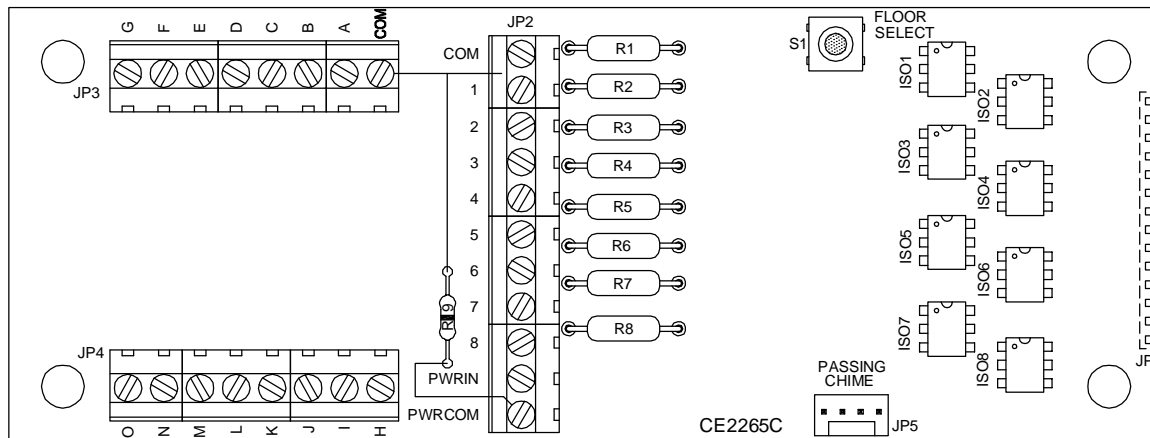 G F E D C B A COM
JP3
JP2
COM
1
2
3
4
5
6
7
8
PWRIN
PWRCOM
R1
R2
R3
R4
R5
R6
R7
R8
JP4
O N M L K J I H
S1
FLOOR
SELECT
ISO1
ISO2
ISO3
ISO4
ISO5
ISO6
ISO7
ISO8
PASSING
CHIME
JP5
CE2265C